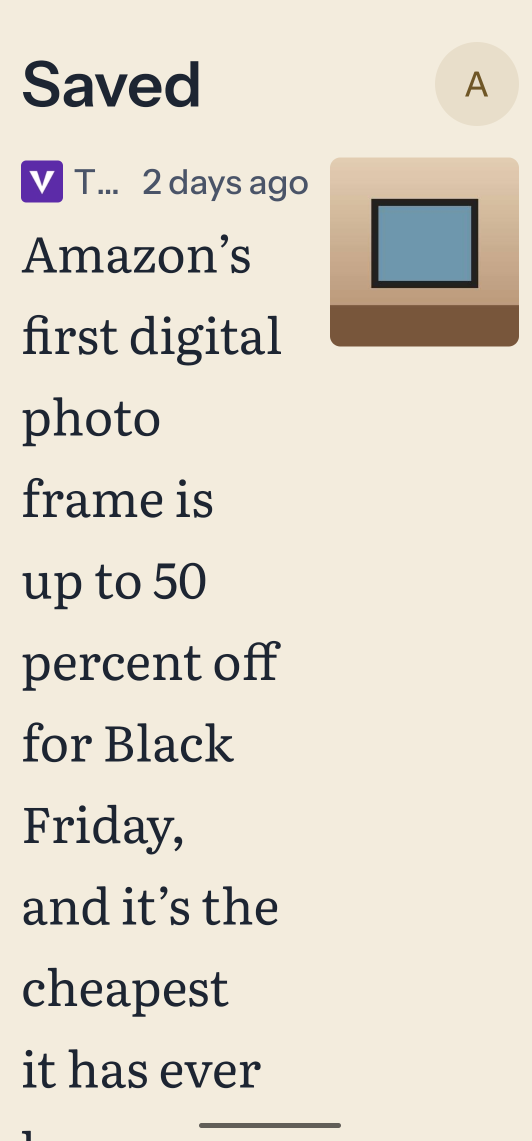 Saved
A
T... 2 days ago
Amazon’s
first digital
photo
frame is
up to 50
percent off
for Black
Friday,
and it’s the
cheapest
it has ever